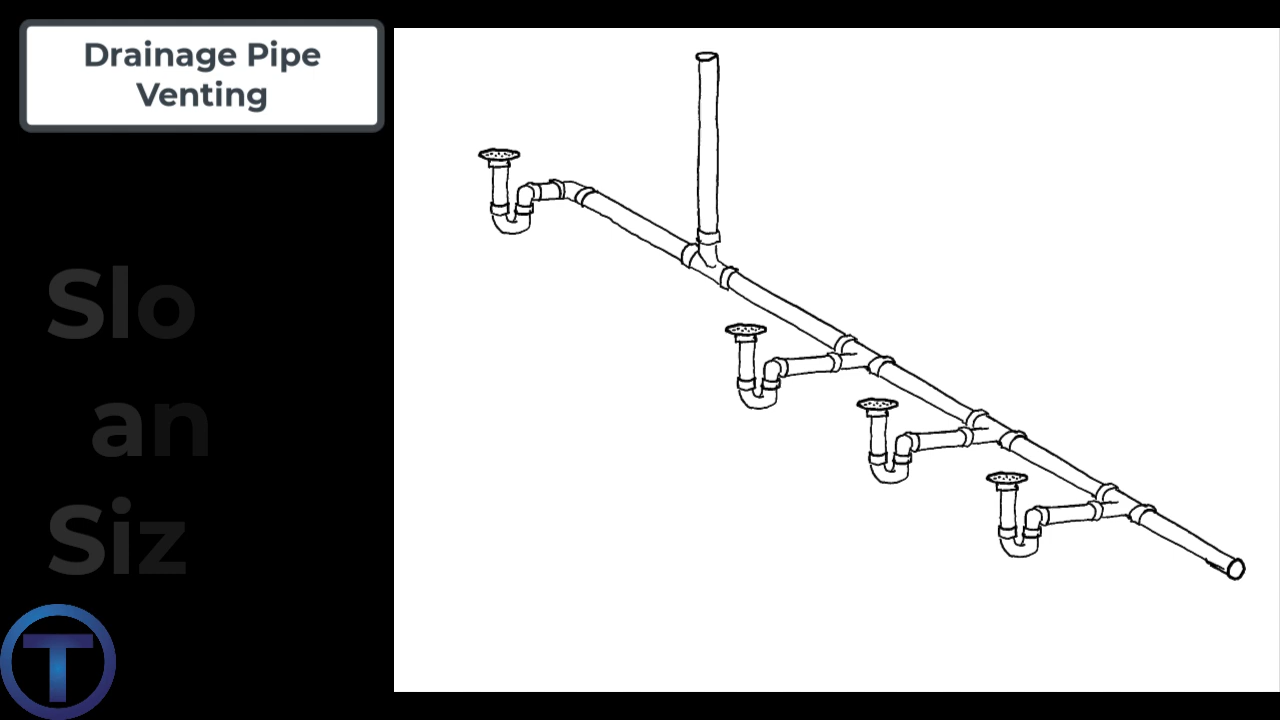 Drainage Pipe
Venting
Slo
an
Siz
T